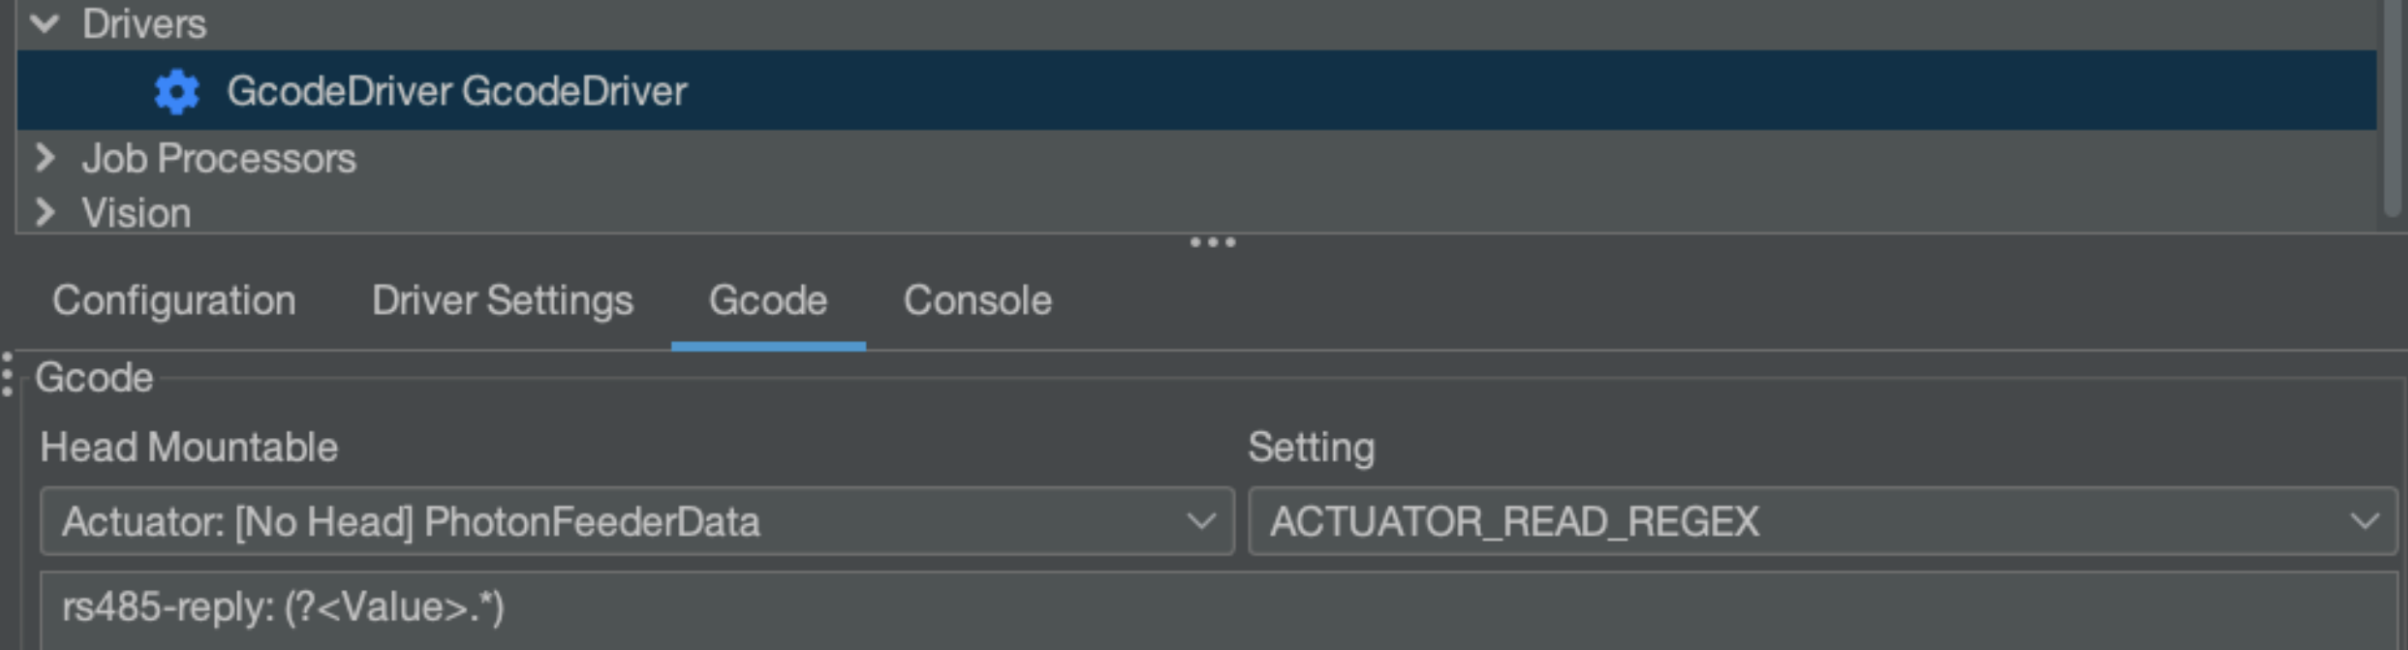 Drivers
GcodeDriver GcodeDriver
Job Processors
Vision
Configuration Driver Settings Gcode Console
Gcode
Head Mountable Setting
Actuator: [No Head] PhotonFeederData ACTUATOR_READ_REGEX
rs485-reply: (?<Value>.*)